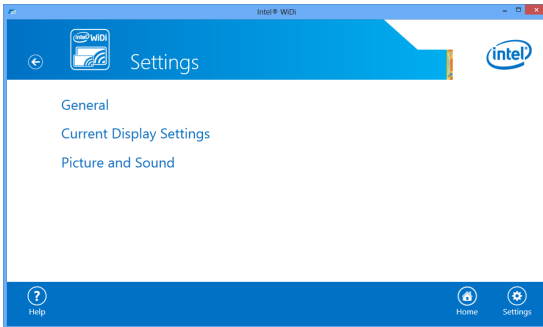 Intel® WiDi
intel WiDi
Settings
intel
General
Current Display Settings
Picture and Sound
?
Help
Home
Settings